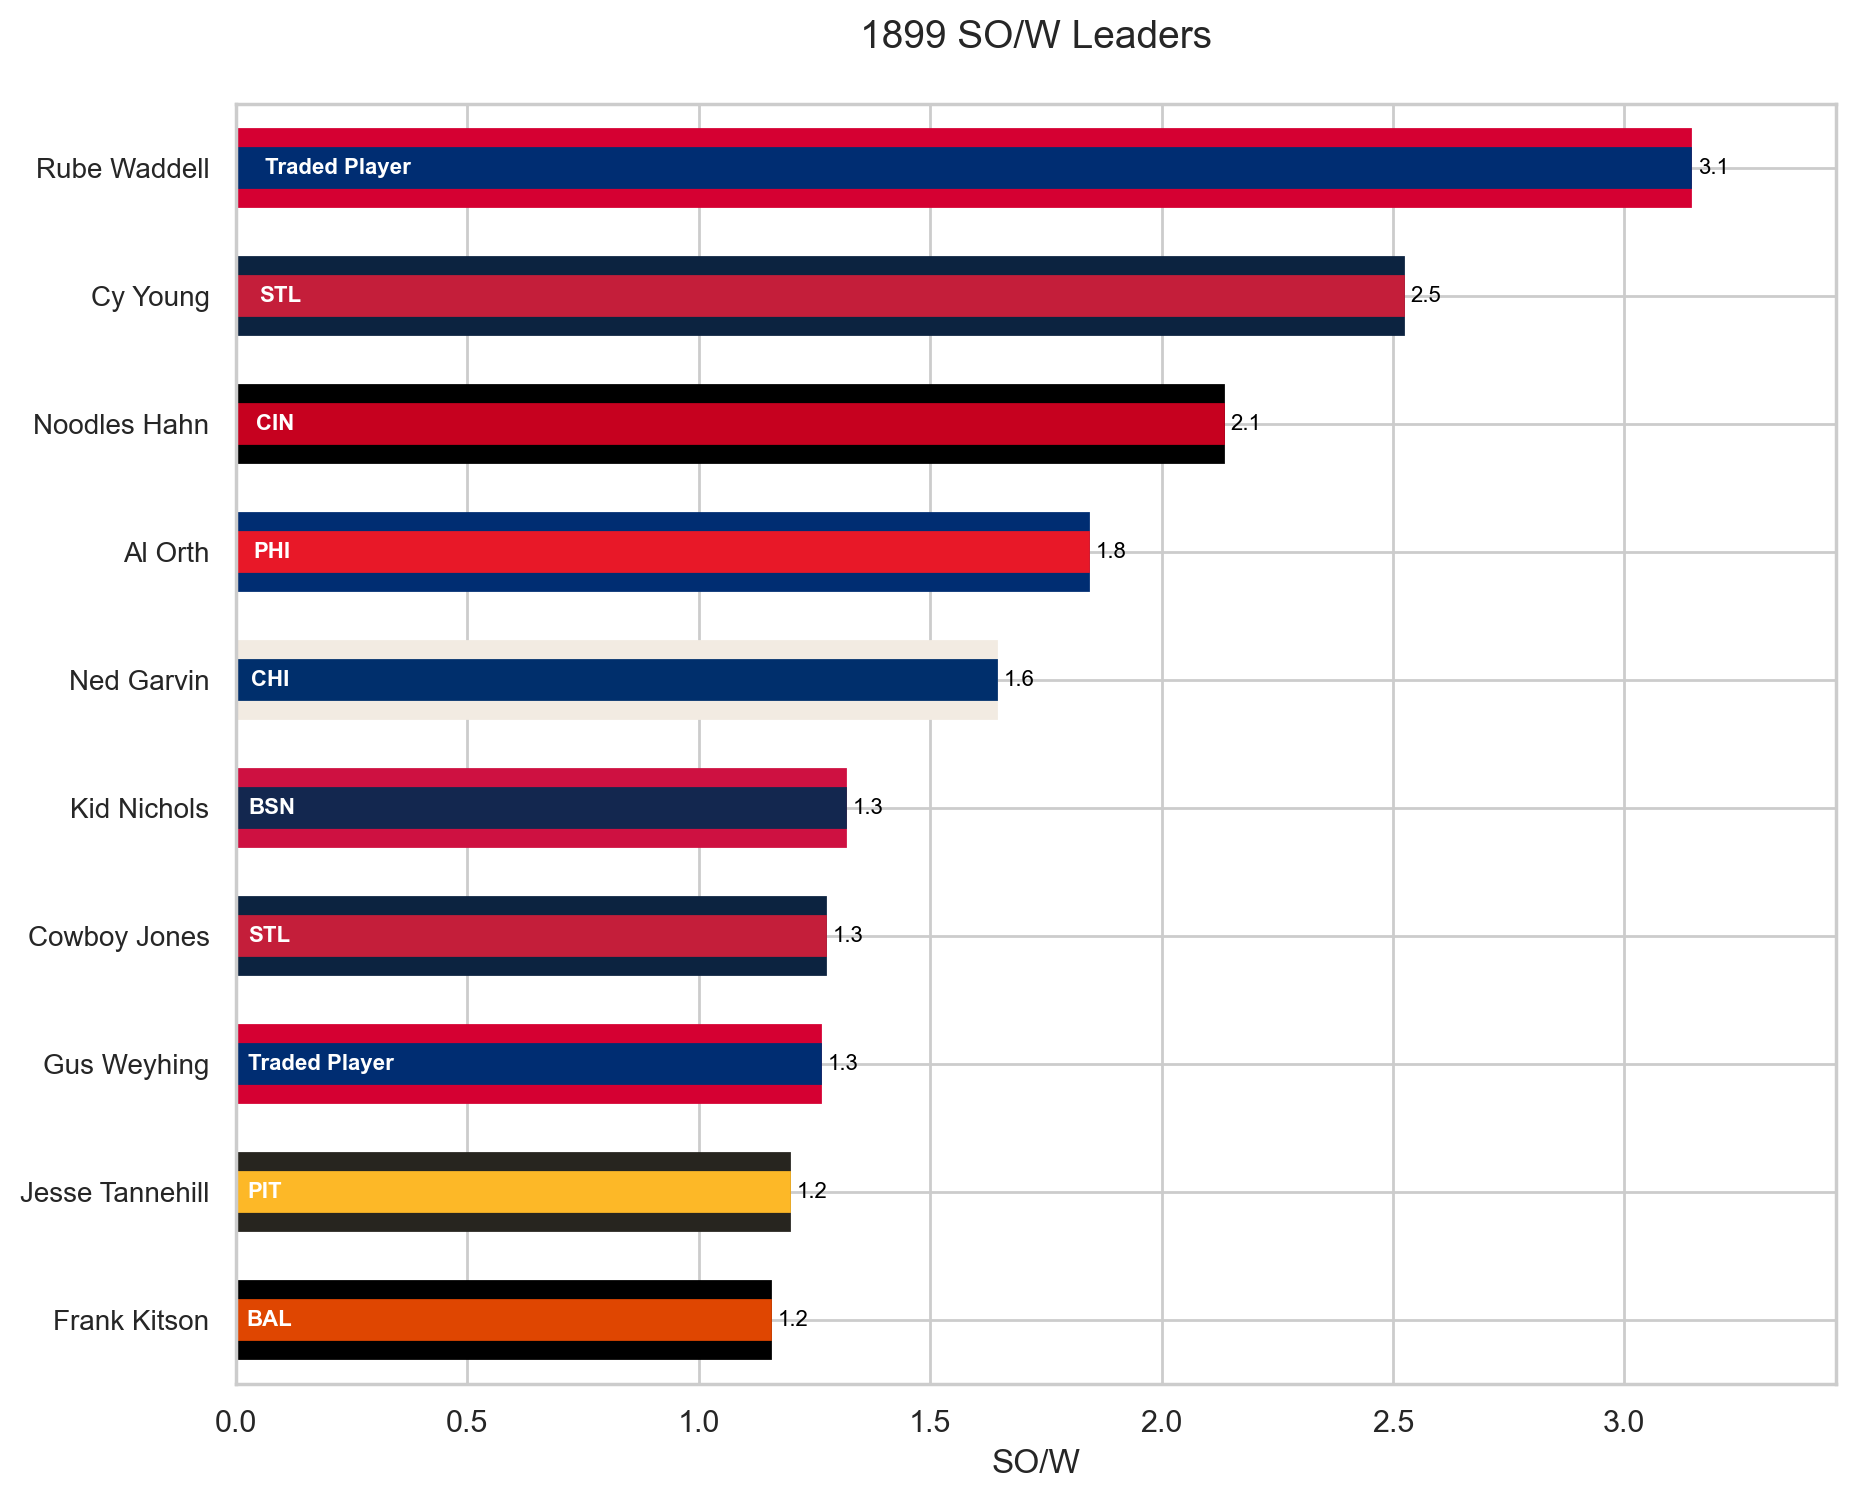 1899 SO/W Leaders
Rube Waddell
Traded Player
3.1
Cy Young
STL
2.5
Noodles Hahn
CIN
2.1
Al Orth
PHI
1.8
Ned Garvin
CHI
1.6
Kid Nichols
BSN
1.3
Cowboy Jones
STL
1.3
Gus Weyhing
Traded Player
1.3
Jesse Tannehill
PIT
1.2
Frank Kitson
BAL
1.2
0.0 0.5 1.0 1.5 2.0 2.5 3.0
SO/W